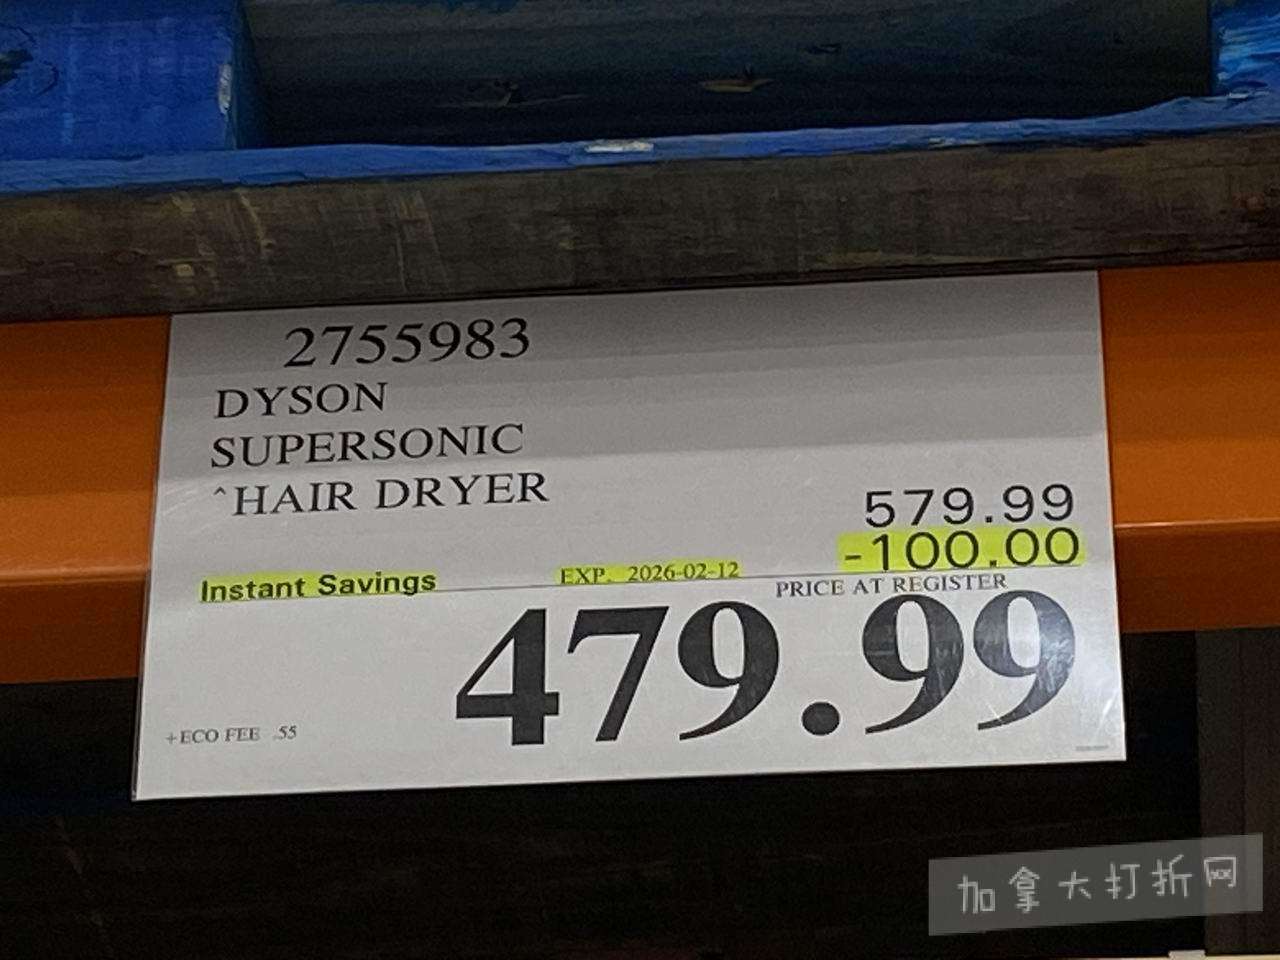 2755983
DYSON
SUPERSONIC
^HAIR DRYER
579.99
-100.00
Instant Savings EXP. 2026-02-12
PRICE AT REGISTER
479.99
+ECO FEE .55
加拿大打折网